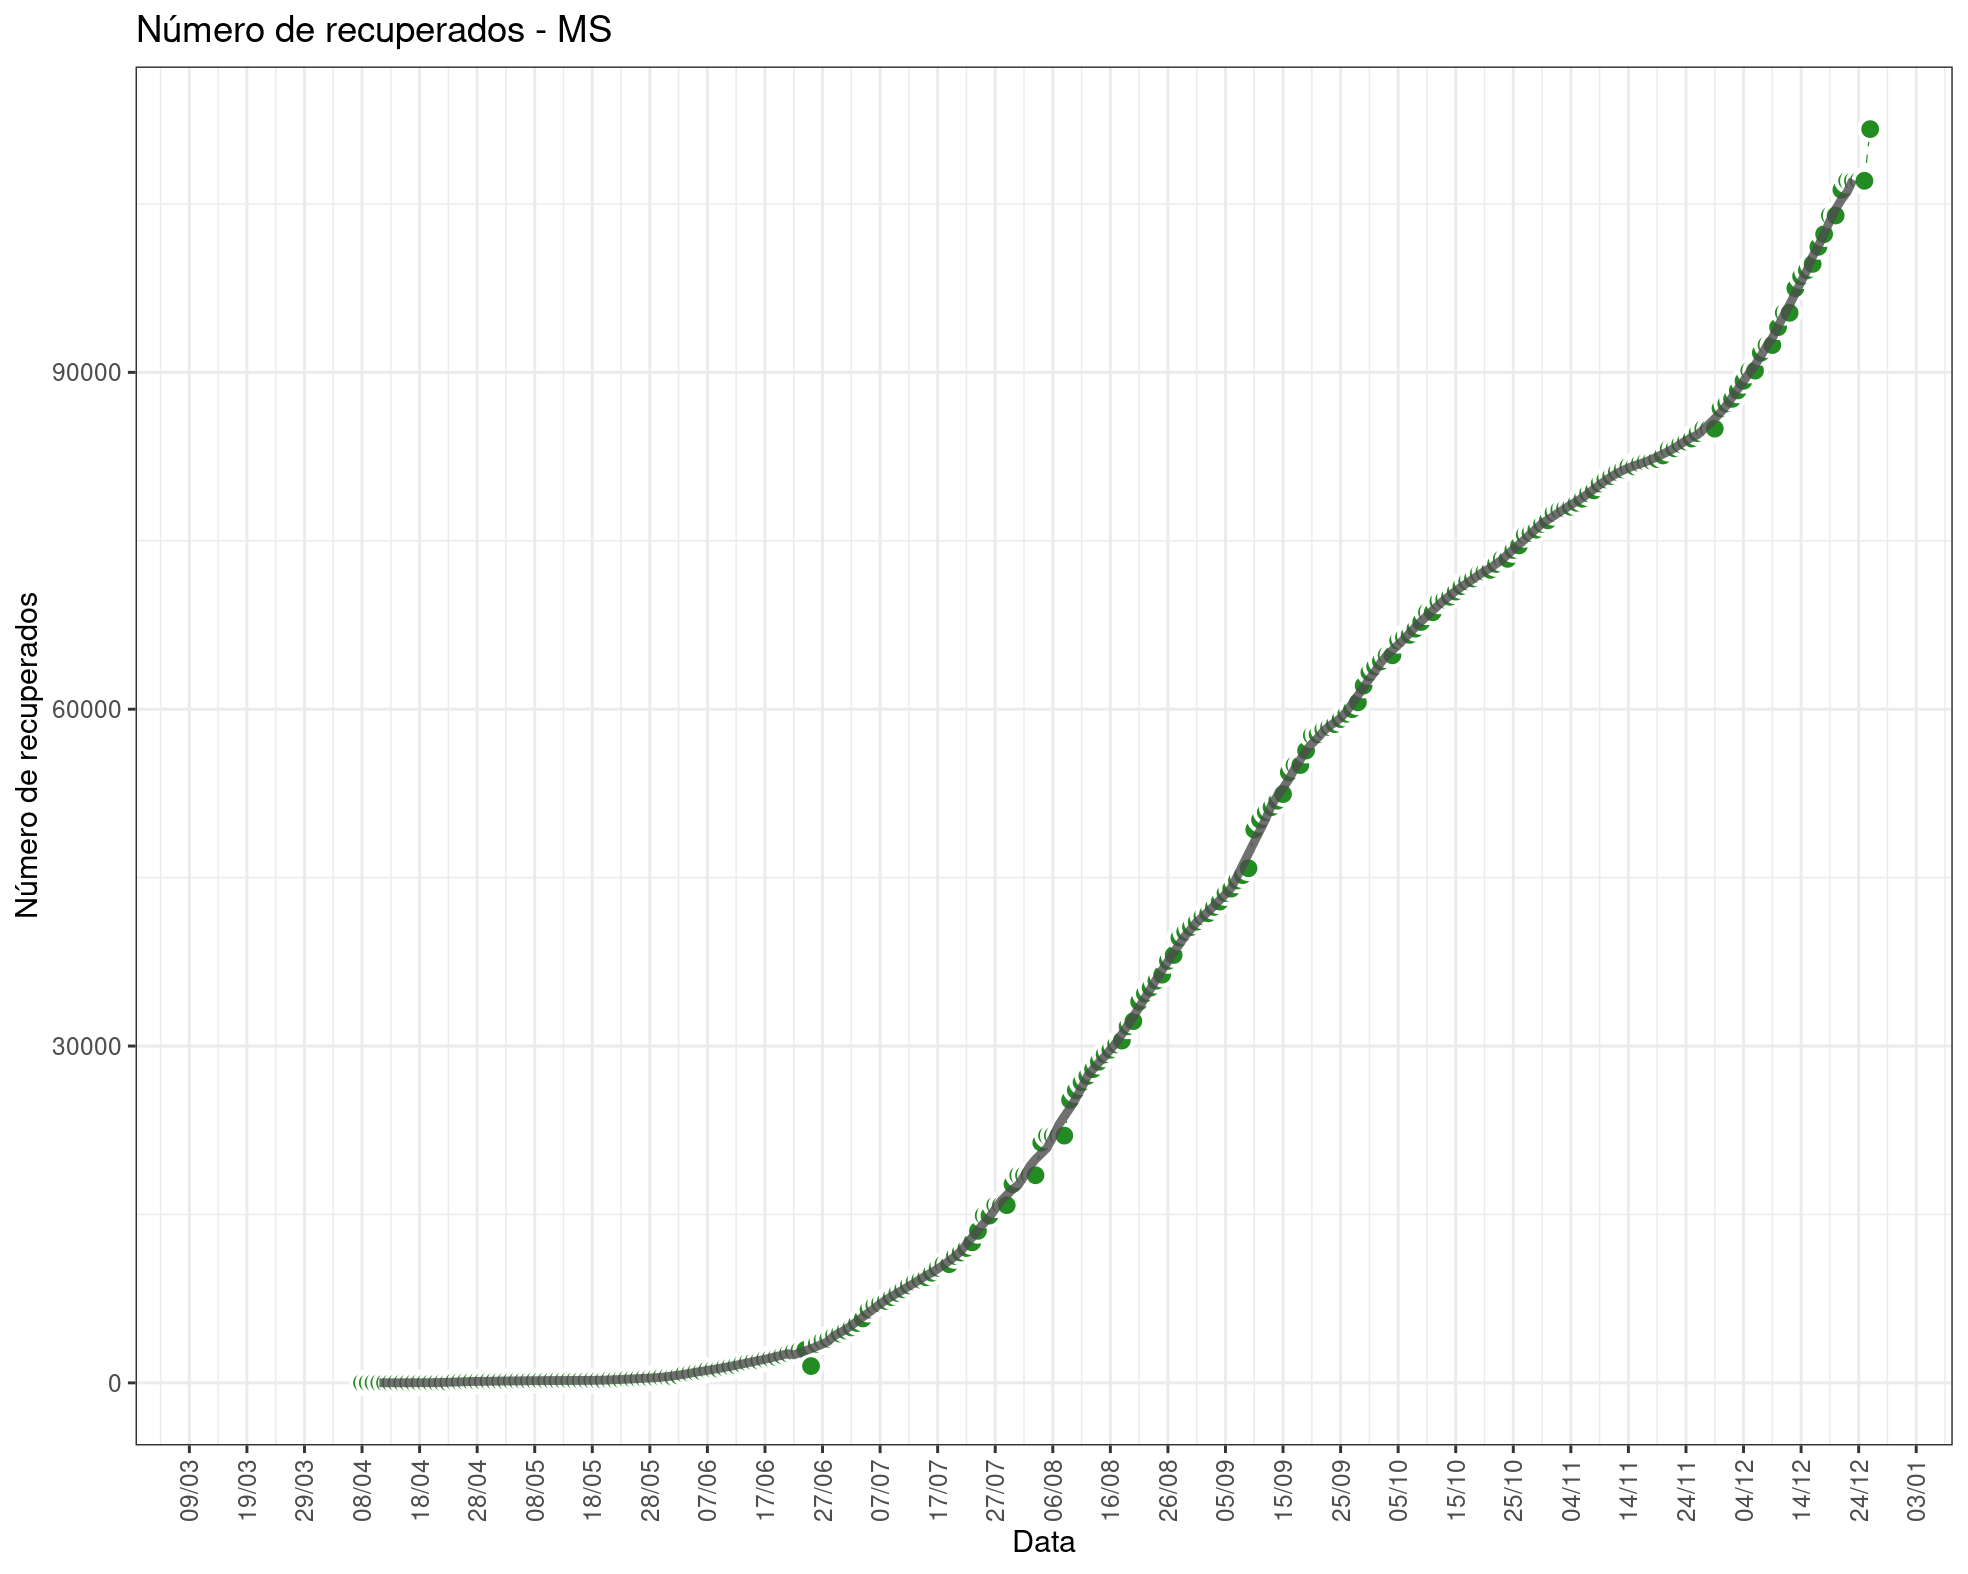 Número de recuperados - MS
Número de recuperados
90000
60000
30000
0
09/03 19/03 29/03 08/04 18/04 28/04 08/05 18/05 28/05 07/06 17/06 27/06 07/07 17/07 27/07 06/08 16/08 26/08 05/09 15/09 25/09 05/10 15/10 25/10 04/11 14/11 24/11 04/12 14/12 24/12 03/01
Data